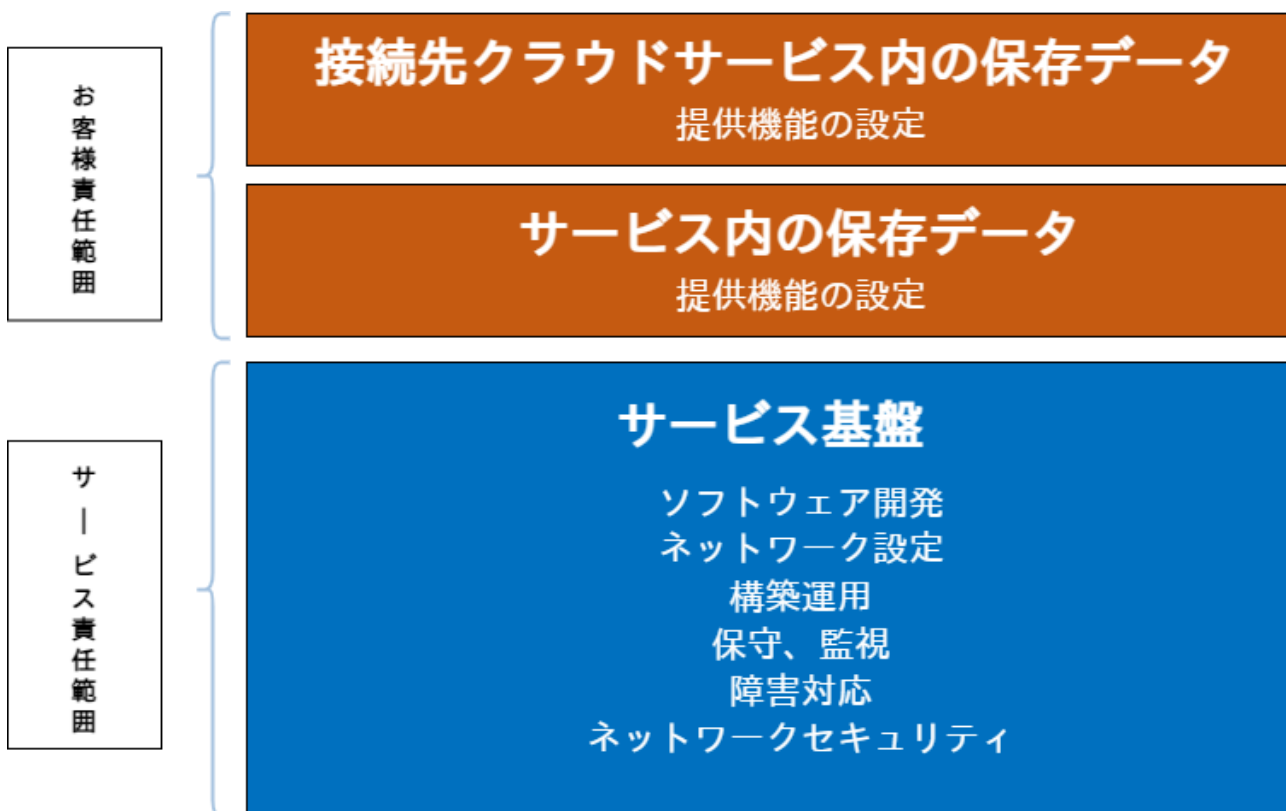 お客様責任範囲
接続先クラウドサービス内の保存データ
提供機能の設定
サービス内の保存データ
提供機能の設定
サービス責任範囲
サービス基盤
ソフトウェア開発
ネットワーク設定
構築運用
保守、監視
障害対応
ネットワークセキュリティ